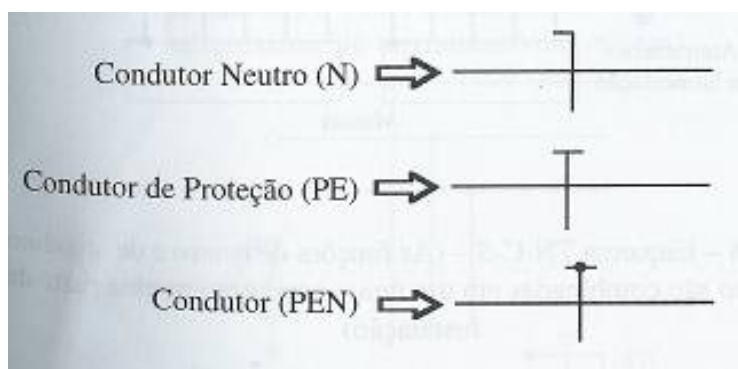 Condutor Neutro (N)
Condutor de Proteção (PE)
Condutor (PEN)